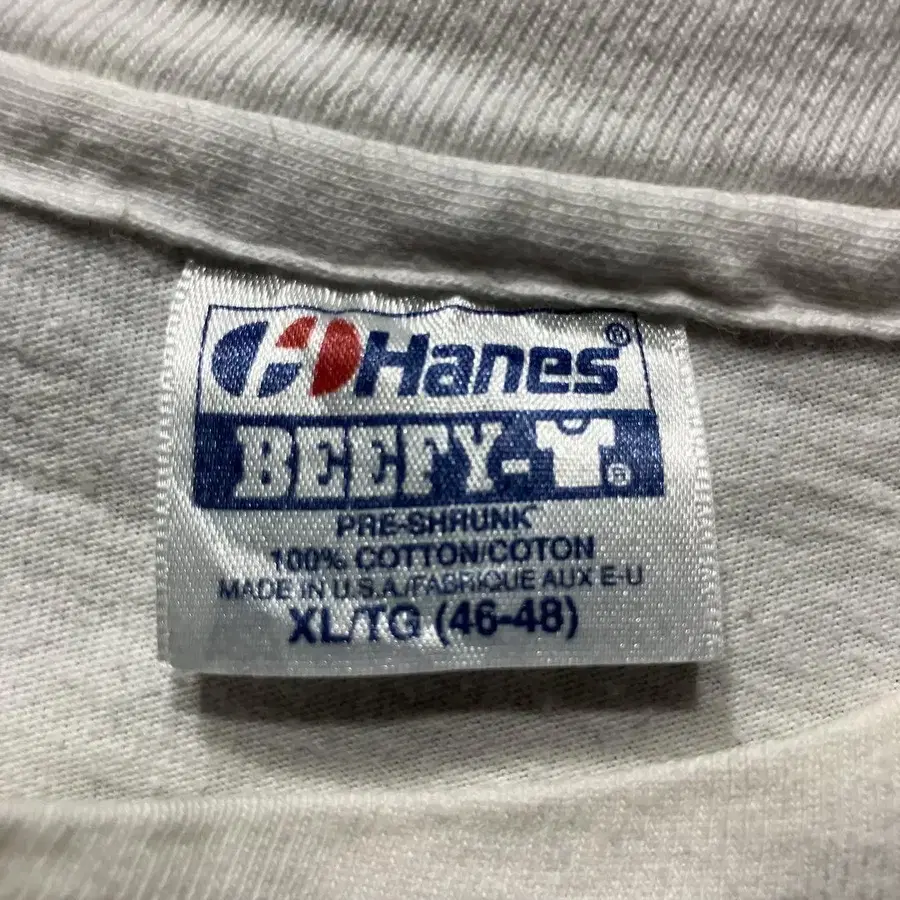 Hanes®
BEEFY-®
PRE-SHRUNK
100% COTTON/COTON
MADE IN U.S.A./FABRIQUE AUX E-U
XL/TG (46-48)